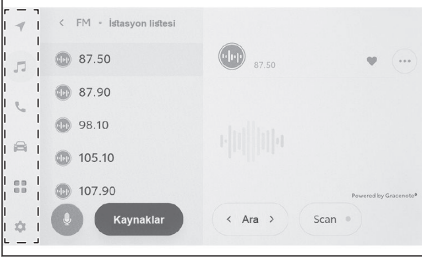 FM • İstasyon listesi
87.50
87.90
98.10
105.10
107.90
Kaynaklar
87.50
Powered by Gracenote®
Ara
Scan